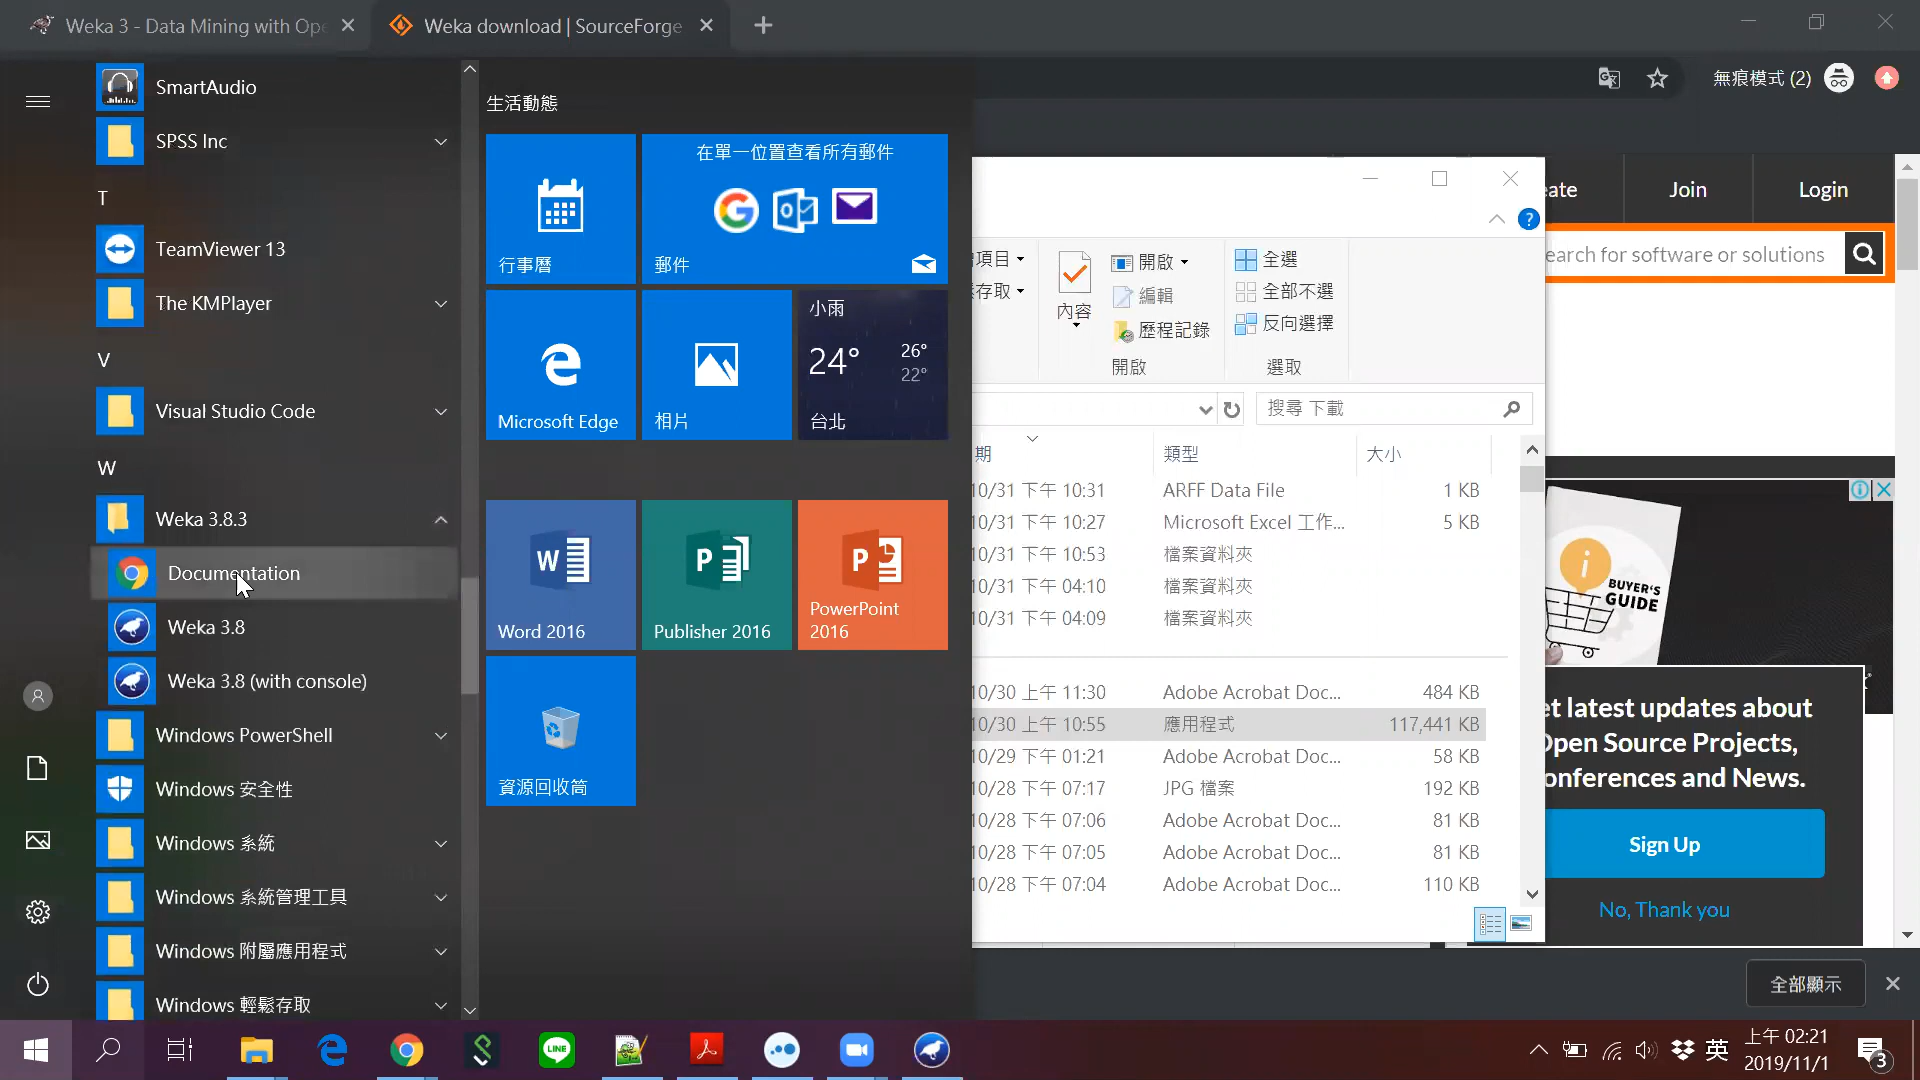 Weka 3 - Data Mining with Ope
Weka download | SourceForge
無痕模式 (2)
SmartAudio
SPSS Inc
T
TeamViewer 13
The KMPlayer
V
Visual Studio Code
W
Weka 3.8.3
Documentation
Weka 3.8
Weka 3.8 (with console)
Windows PowerShell
Windows 安全性
Windows 系統
Windows 系統管理工具
Windows 附屬應用程式
Windows 輕鬆存取
生活動態
行事曆
在單一位置查看所有郵件
郵件
Microsoft Edge
相片
小雨
24°
26°
22°
台北
Word 2016
Publisher 2016
PowerPoint
2016
資源回收筒
項目
存取
內容
開啟
編輯
歷程記錄
開啟
全選
全部不選
反向選擇
選取
搜尋 下載
期
類型
大小
10/31 下午 10:31 ARFF Data File 1 KB
10/31 下午 10:27 Microsoft Excel 工作... 5 KB
10/31 下午 10:53 檔案資料夾
10/31 下午 04:10 檔案資料夾
10/31 下午 04:09 檔案資料夾
10/30 上午 11:30 Adobe Acrobat Doc... 484 KB
10/30 上午 10:55 應用程式 117,441 KB
10/29 下午 01:21 Adobe Acrobat Doc... 58 KB
10/28 下午 07:17 JPG 檔案 192 KB
10/28 下午 07:06 Adobe Acrobat Doc... 81 KB
10/28 下午 07:05 Adobe Acrobat Doc... 81 KB
10/28 下午 07:04 Adobe Acrobat Doc... 110 KB
eate
Join
Login
earch for software or solutions
BUYER'S
GUIDE
et latest updates about
Open Source Projects,
onferences and News.
Sign Up
No, Thank you
全部顯示
LINE
英
上午 02:21
2019/11/1
3